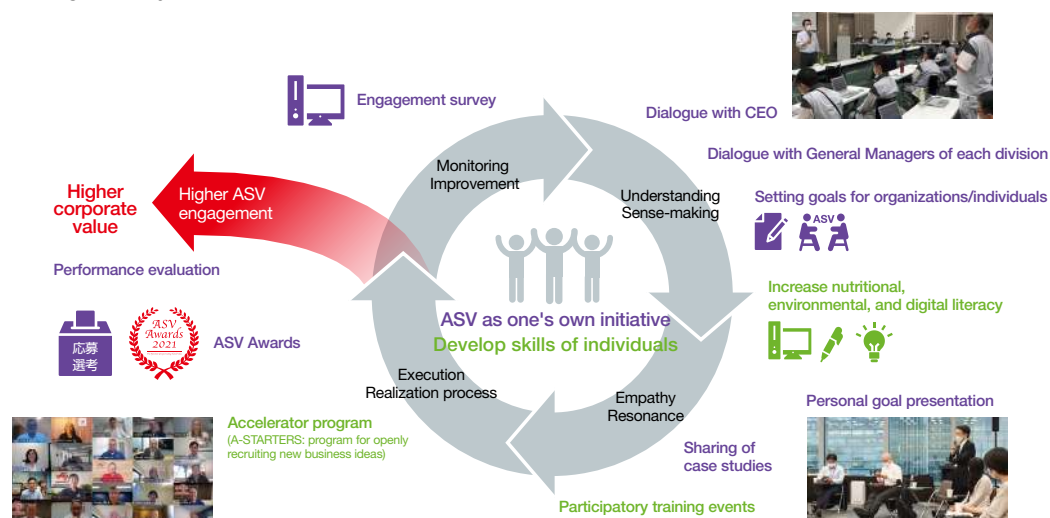 Engagement survey
Dialogue with CEO
Dialogue with General Managers of each division
Monitoring
Improvement
Understanding
Sense-making
Setting goals for organizations/individuals
ASV
Higher
corporate
value
Higher ASV
engagement
Performance evaluation
Increase nutritional,
environmental, and digital literacy
ASV as one's own initiative
Develop skills of individuals
応募
選考
ASV
Awards
2021
ASV Awards
Execution
Realization process
Empathy
Resonance
Personal goal presentation
Accelerator program
(A-STARTERS: program for openly
recruiting new business ideas)
Sharing of
case studies
Participatory training events